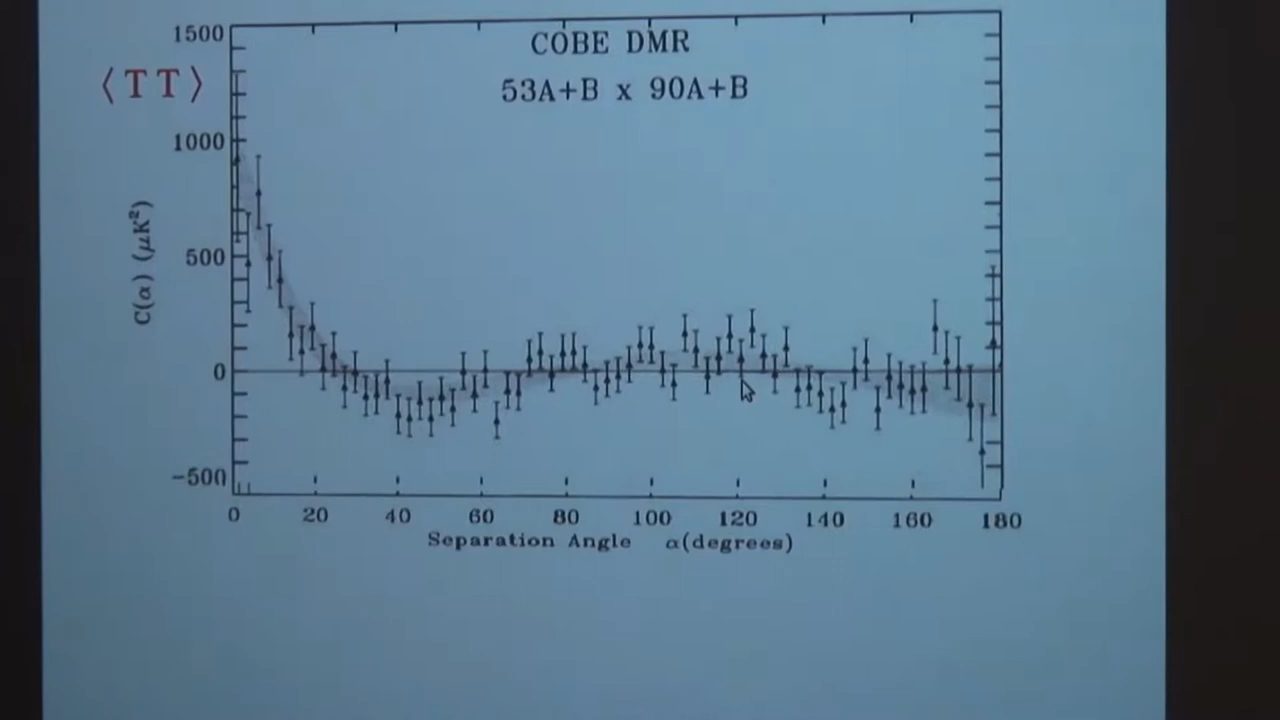 COBE DMR
53A+B x 90A+B
⟨TT⟩
C(α) (μK²)
1500
1000
500
0
−500
0 20 40 60 80 100 120 140 160 180
Separation Angle α(degrees)